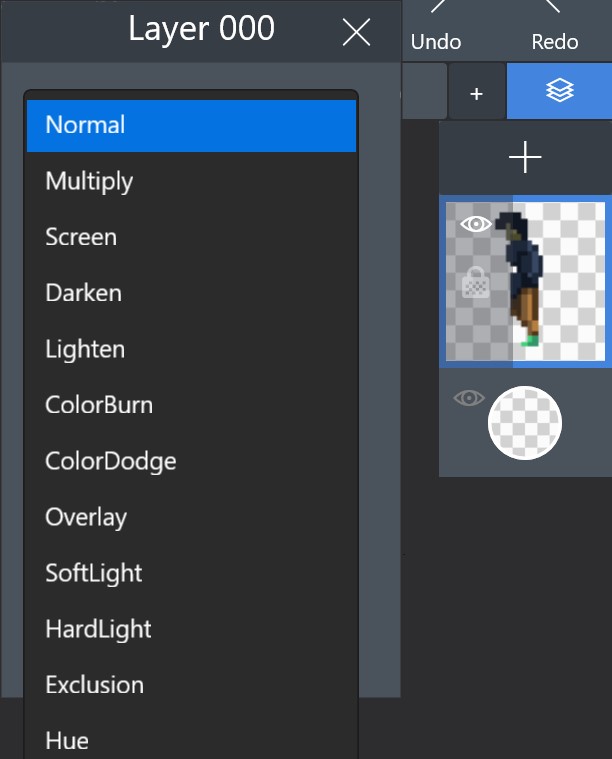 Layer 000
Undo
Redo
+
Normal
Multiply
Screen
Darken
Lighten
ColorBurn
ColorDodge
Overlay
SoftLight
HardLight
Exclusion
Hue